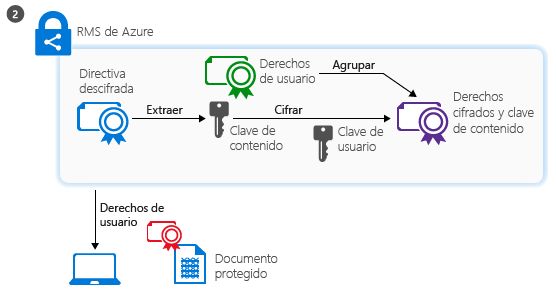 2
RMS de Azure
Directiva
descifrada
Derechos
de usuario
Agrupar
Extraer
Clave de
contenido
Cifrar
Clave de
usuario
Derechos
cifrados y clave
de contenido
Derechos de
usuario
Documento
protegido